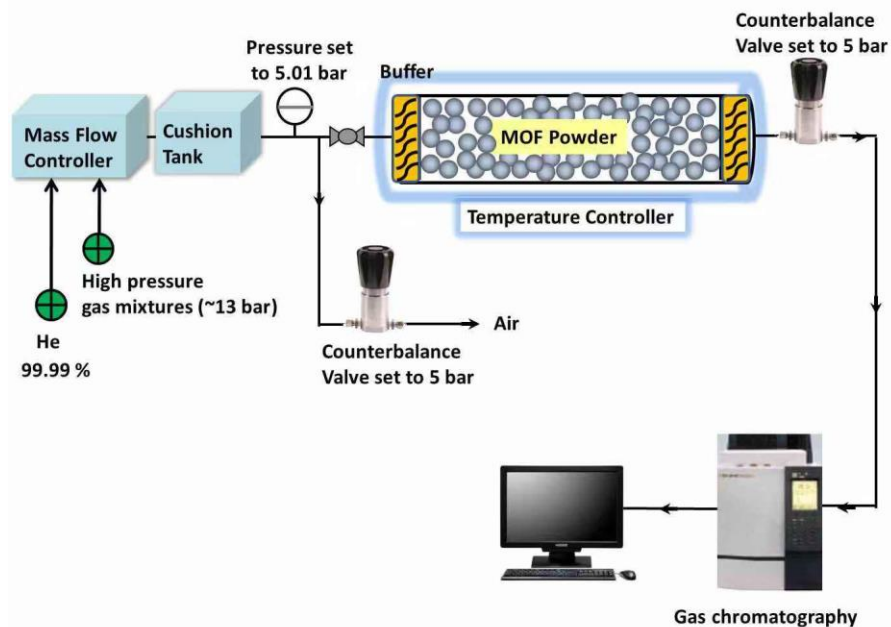 Counterbalance
Valve set to 5 bar
Pressure set
to 5.01 bar
Buffer
Mass Flow
Controller
Cushion
Tank
MOF Powder
Temperature Controller
High pressure
gas mixtures (~13 bar)
He
99.99 %
Air
Counterbalance
Valve set to 5 bar
Gas chromatography